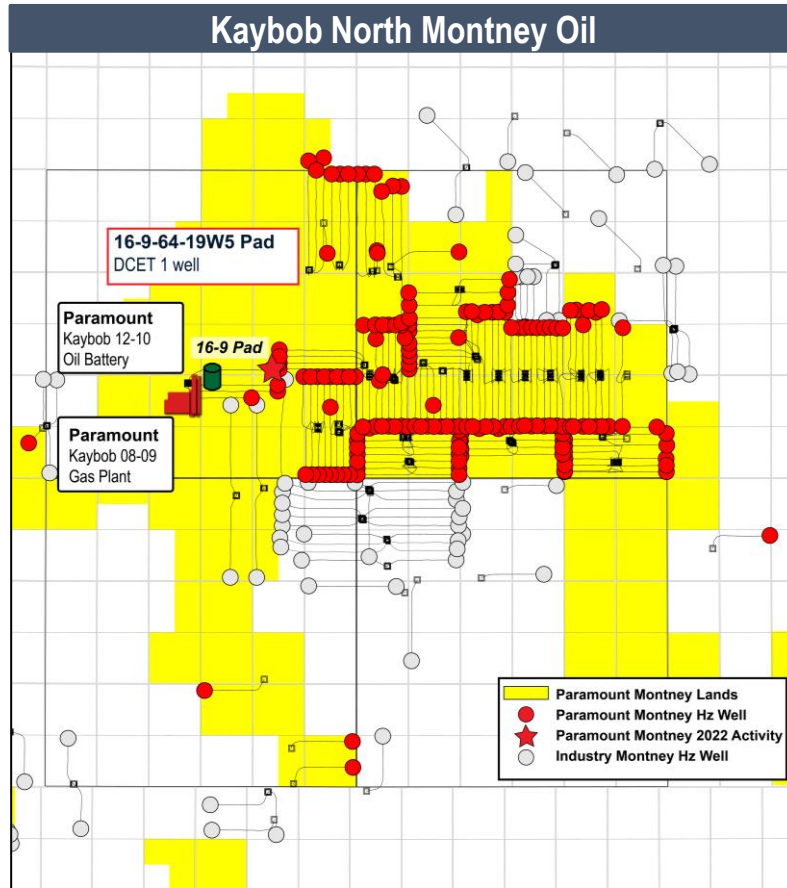 Kaybob North Montney Oil
16-9-64-19W5 Pad
DCET 1 well
Paramount
Kaybob 12-10
Oil Battery
16-9 Pad
Paramount
Kaybob 08-09
Gas Plant
Paramount Montney Lands
Paramount Montney Hz Well
Paramount Montney 2022 Activity
Industry Montney Hz Well